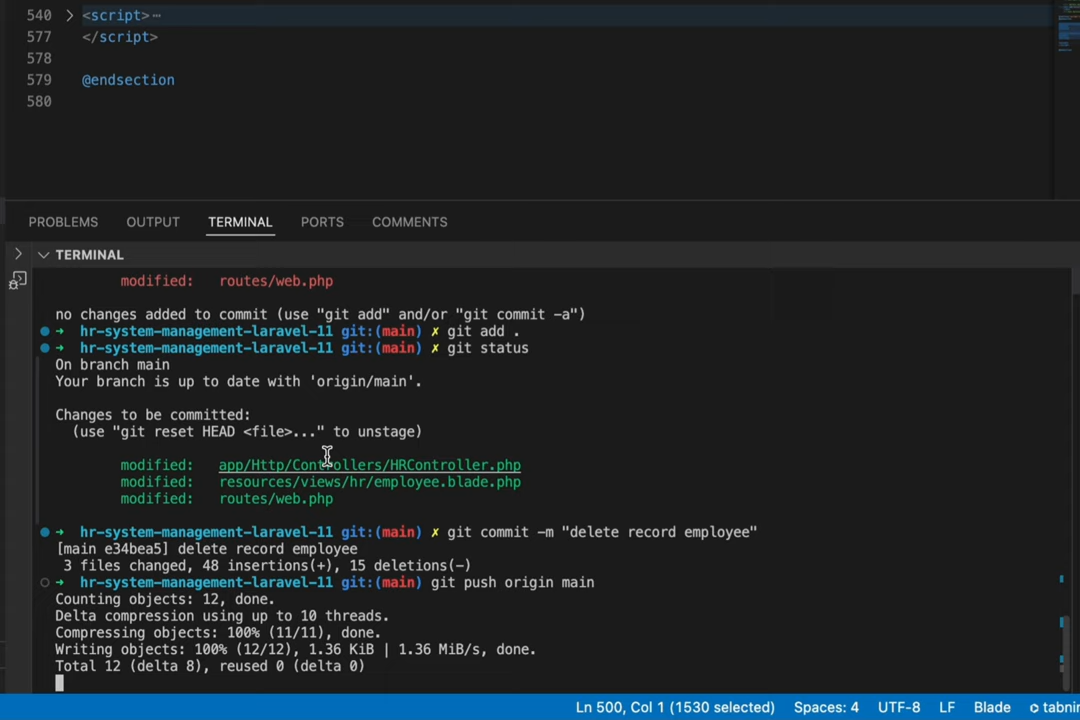 540 > <script>⋯
577 </script>
578
579 @endsection
580
PROBLEMS OUTPUT TERMINAL PORTS COMMENTS
TERMINAL
modified: routes/web.php
no changes added to commit (use "git add" and/or "git commit -a")
➜ hr-system-management-laravel-11 git:(main) ✗ git add .
➜ hr-system-management-laravel-11 git:(main) ✗ git status
On branch main
Your branch is up to date with 'origin/main'.
Changes to be committed:
(use "git reset HEAD <file>..." to unstage)
modified: app/Http/Controllers/HRController.php
modified: resources/views/hr/employee.blade.php
modified: routes/web.php
➜ hr-system-management-laravel-11 git:(main) ✗ git commit -m "delete record employee"
[main e34bea5] delete record employee
3 files changed, 48 insertions(+), 15 deletions(-)
➜ hr-system-management-laravel-11 git:(main) git push origin main
Counting objects: 12, done.
Delta compression using up to 10 threads.
Compressing objects: 100% (11/11), done.
Writing objects: 100% (12/12), 1.36 KiB | 1.36 MiB/s, done.
Total 12 (delta 8), reused 0 (delta 0)
Ln 500, Col 1 (1530 selected) Spaces: 4 UTF-8 LF Blade